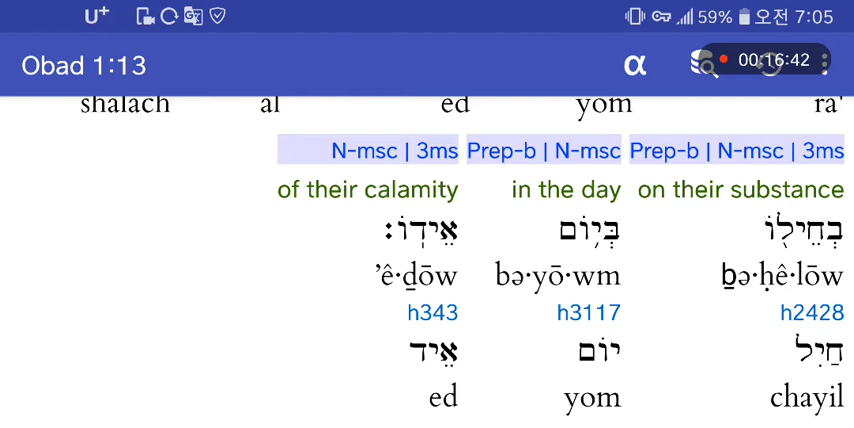 U+ 59% 오전 7:05
Obad 1:13 α 00:16:42
shalach al ed yom ra'
N-msc | 3ms Prep-b | N-msc Prep-b | N-msc | 3ms
of their calamity in the day on their substance
בְחֵיל֖וֹ בְּי֥וֹם אֵידֽוֹ׃
’ê·ḏōw bə·yō·wm ḇə·ḥê·lōw
h343 h3117 h2428
חַיִל יוֹם אֵיד
ed yom chayil